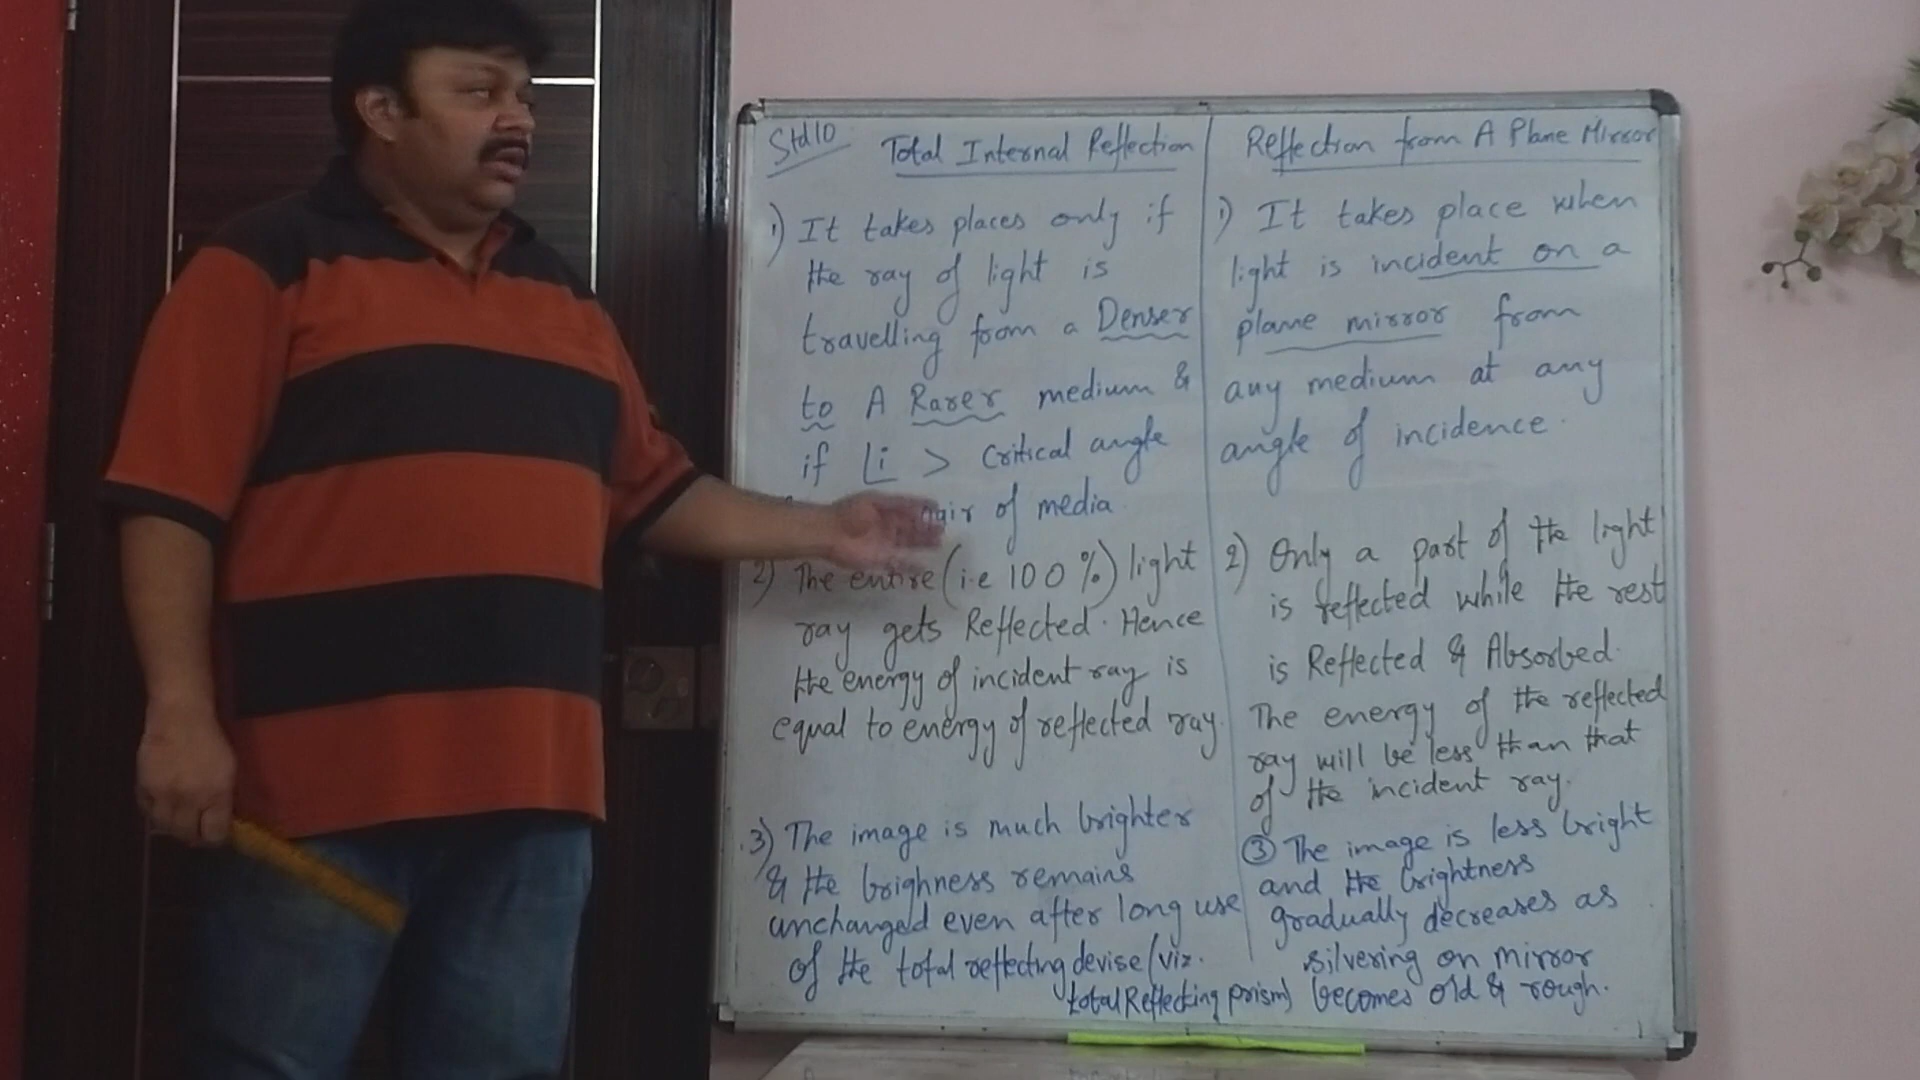 Std 10
Total Internal Reflection
1) It takes places only if
the ray of light is
travelling from a Denser
to A Rarer medium &
if ∠i > Critical angle
pair of media.
2) The entire (i.e 100%) light
ray gets Reflected. Hence
the energy of incident ray is
equal to energy of reflected ray.
3) The image is much brighter
& the brighness remains
unchanged even after long use
of the total reflecting devise (viz.
total Reflecting prism)
Reflection from A Plane Mirror
1) It takes place when
light is incident on a
plane mirror from
any medium at any
angle of incidence.
2) Only a part of the light
is reflected while the rest
is Reflected & Absorbed.
The energy of the reflected
ray will be less than that
of the incident ray.
3 The image is less bright
and the brightness
gradually decreases as
silvering on mirror
becomes old & rough.